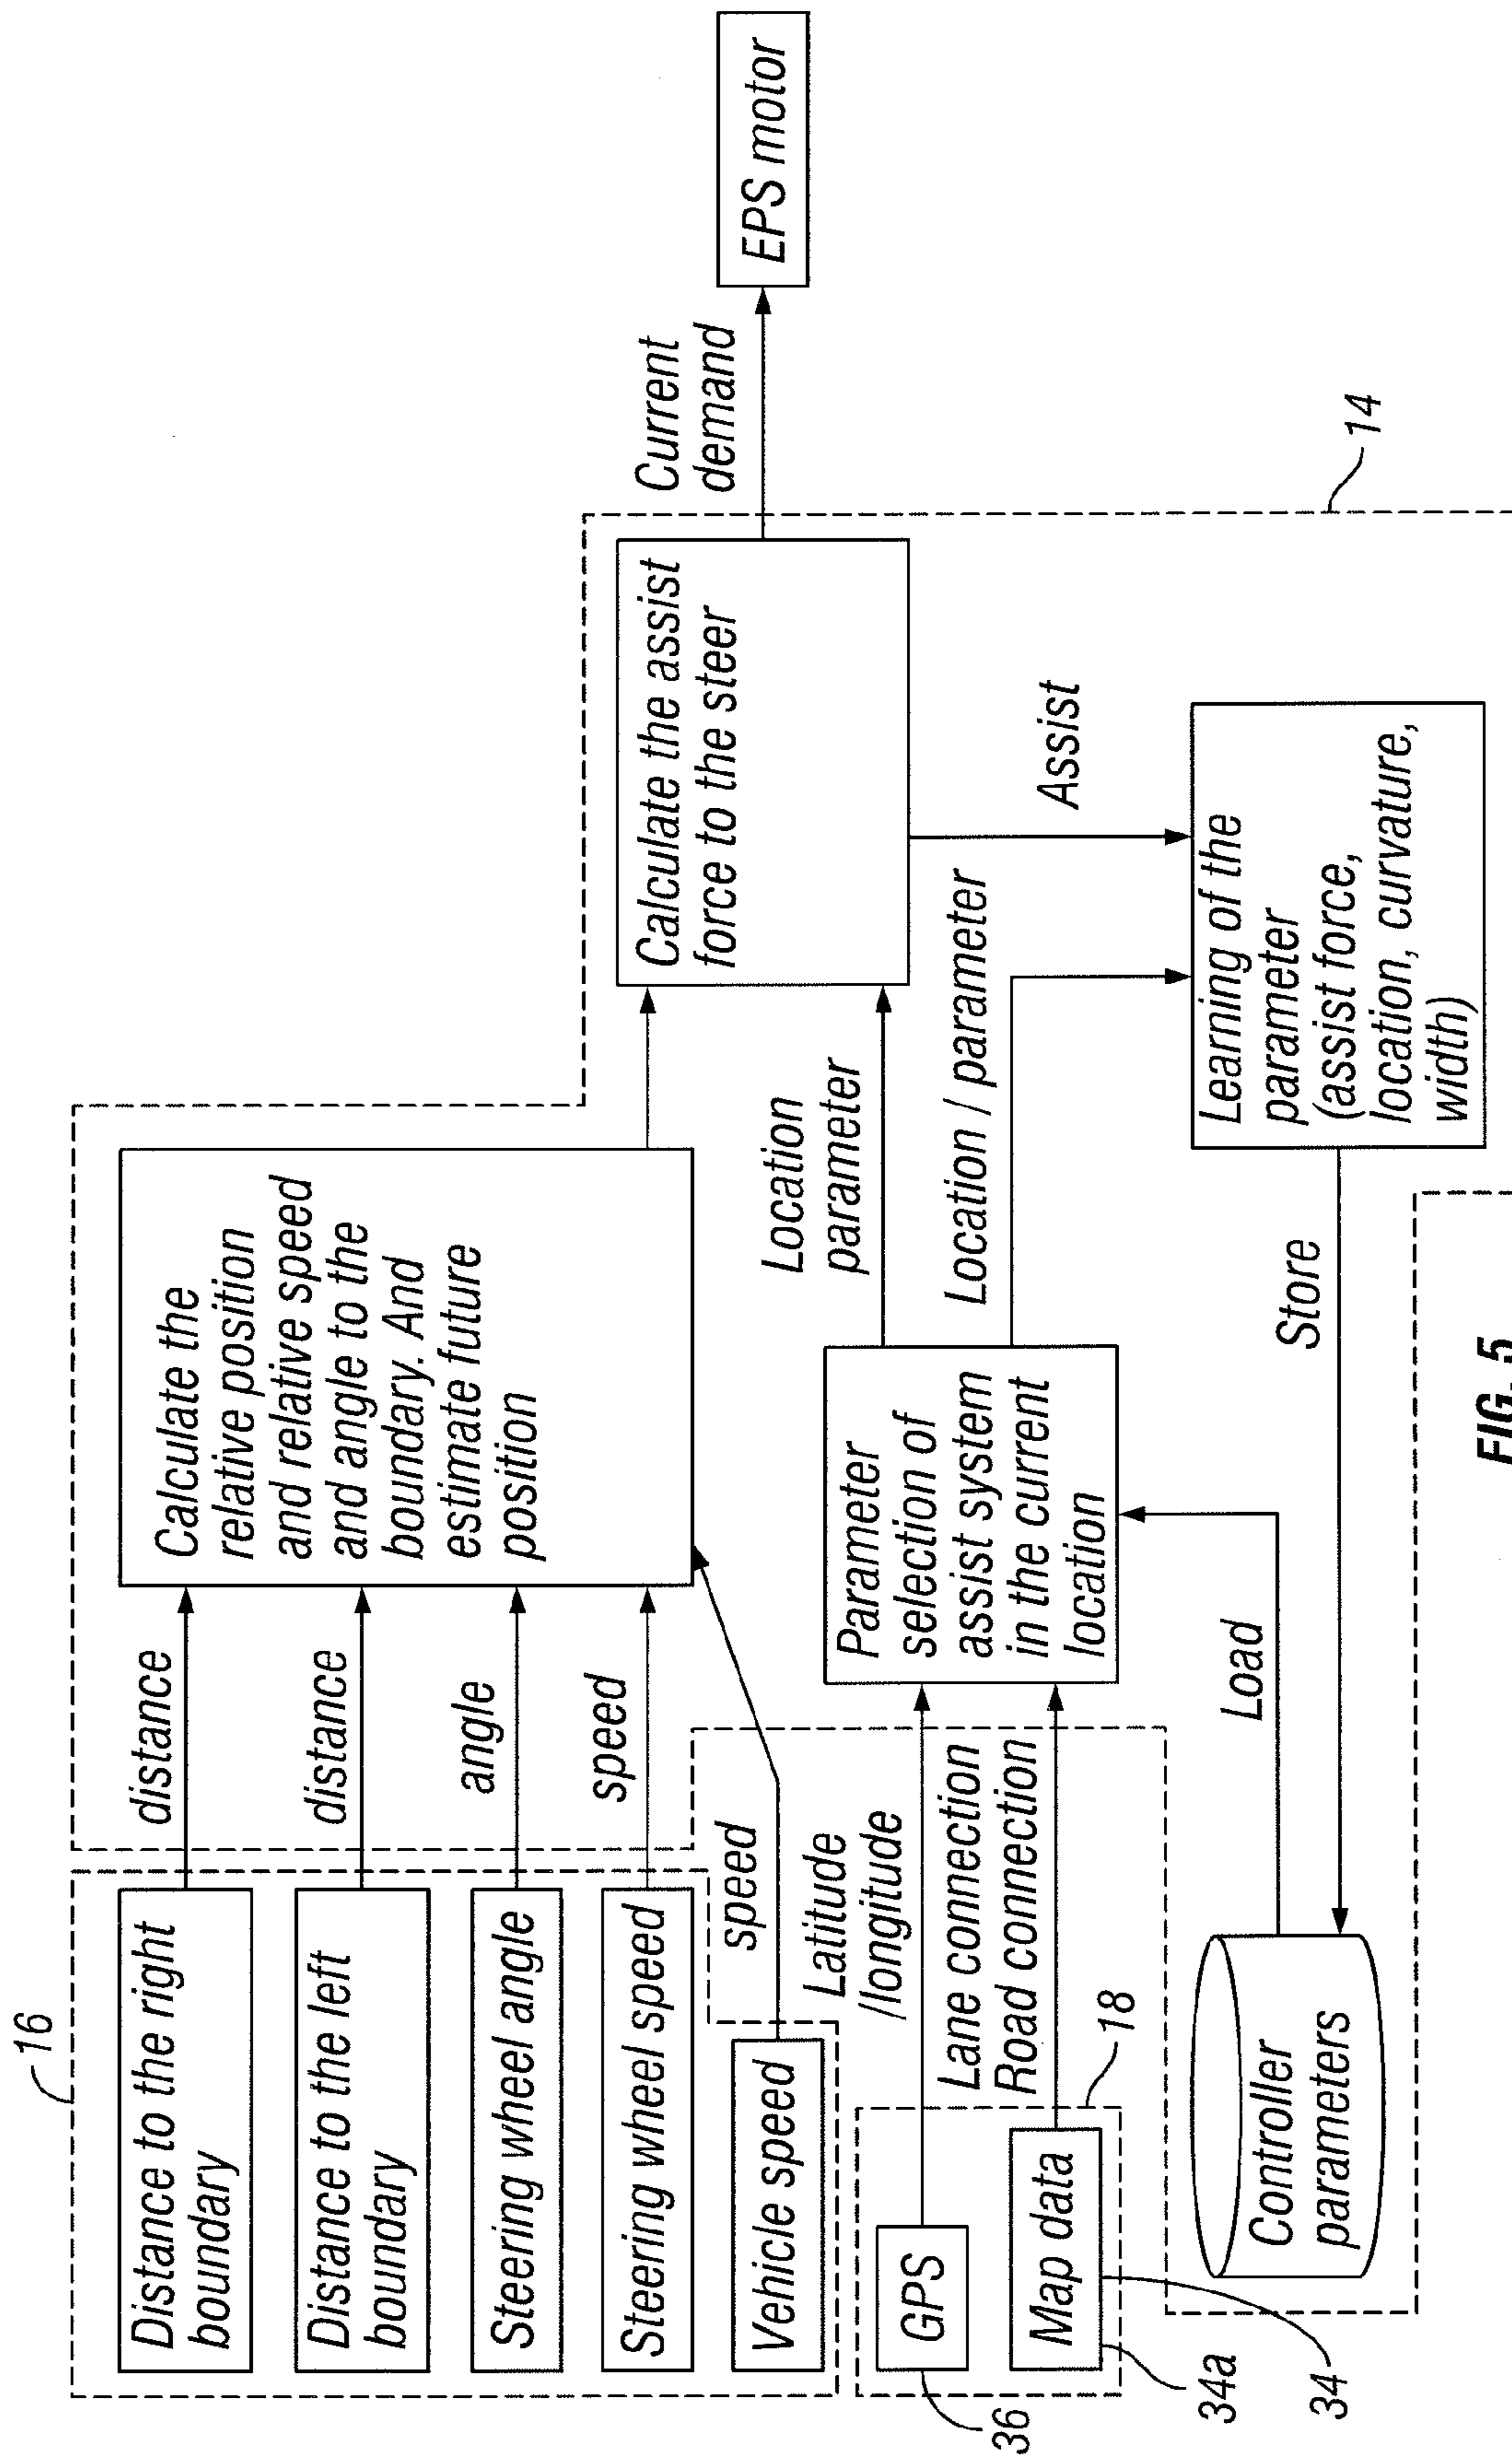 16
Distance to the right
boundary
distance
Distance to the left
boundary
distance
Steering wheel angle
angle
Steering wheel speed
speed
Vehicle speed
speed
Calculate the
relative position
and relative speed
and angle to the
boundary. And
estimate future
position
Calculate the assist
force to the steer
Current
demand
EPS motor
36
GPS
Latitude
/longitude
34a
Map data
34
18
Lane connection
Road connection
Parameter
selection of
assist system
in the current
location
Location
parameter
Location / parameter
Assist
14
Controller
parameters
Load
Store
Learning of the
parameter
(assist force,
location, curvature,
width)
FIG. 5